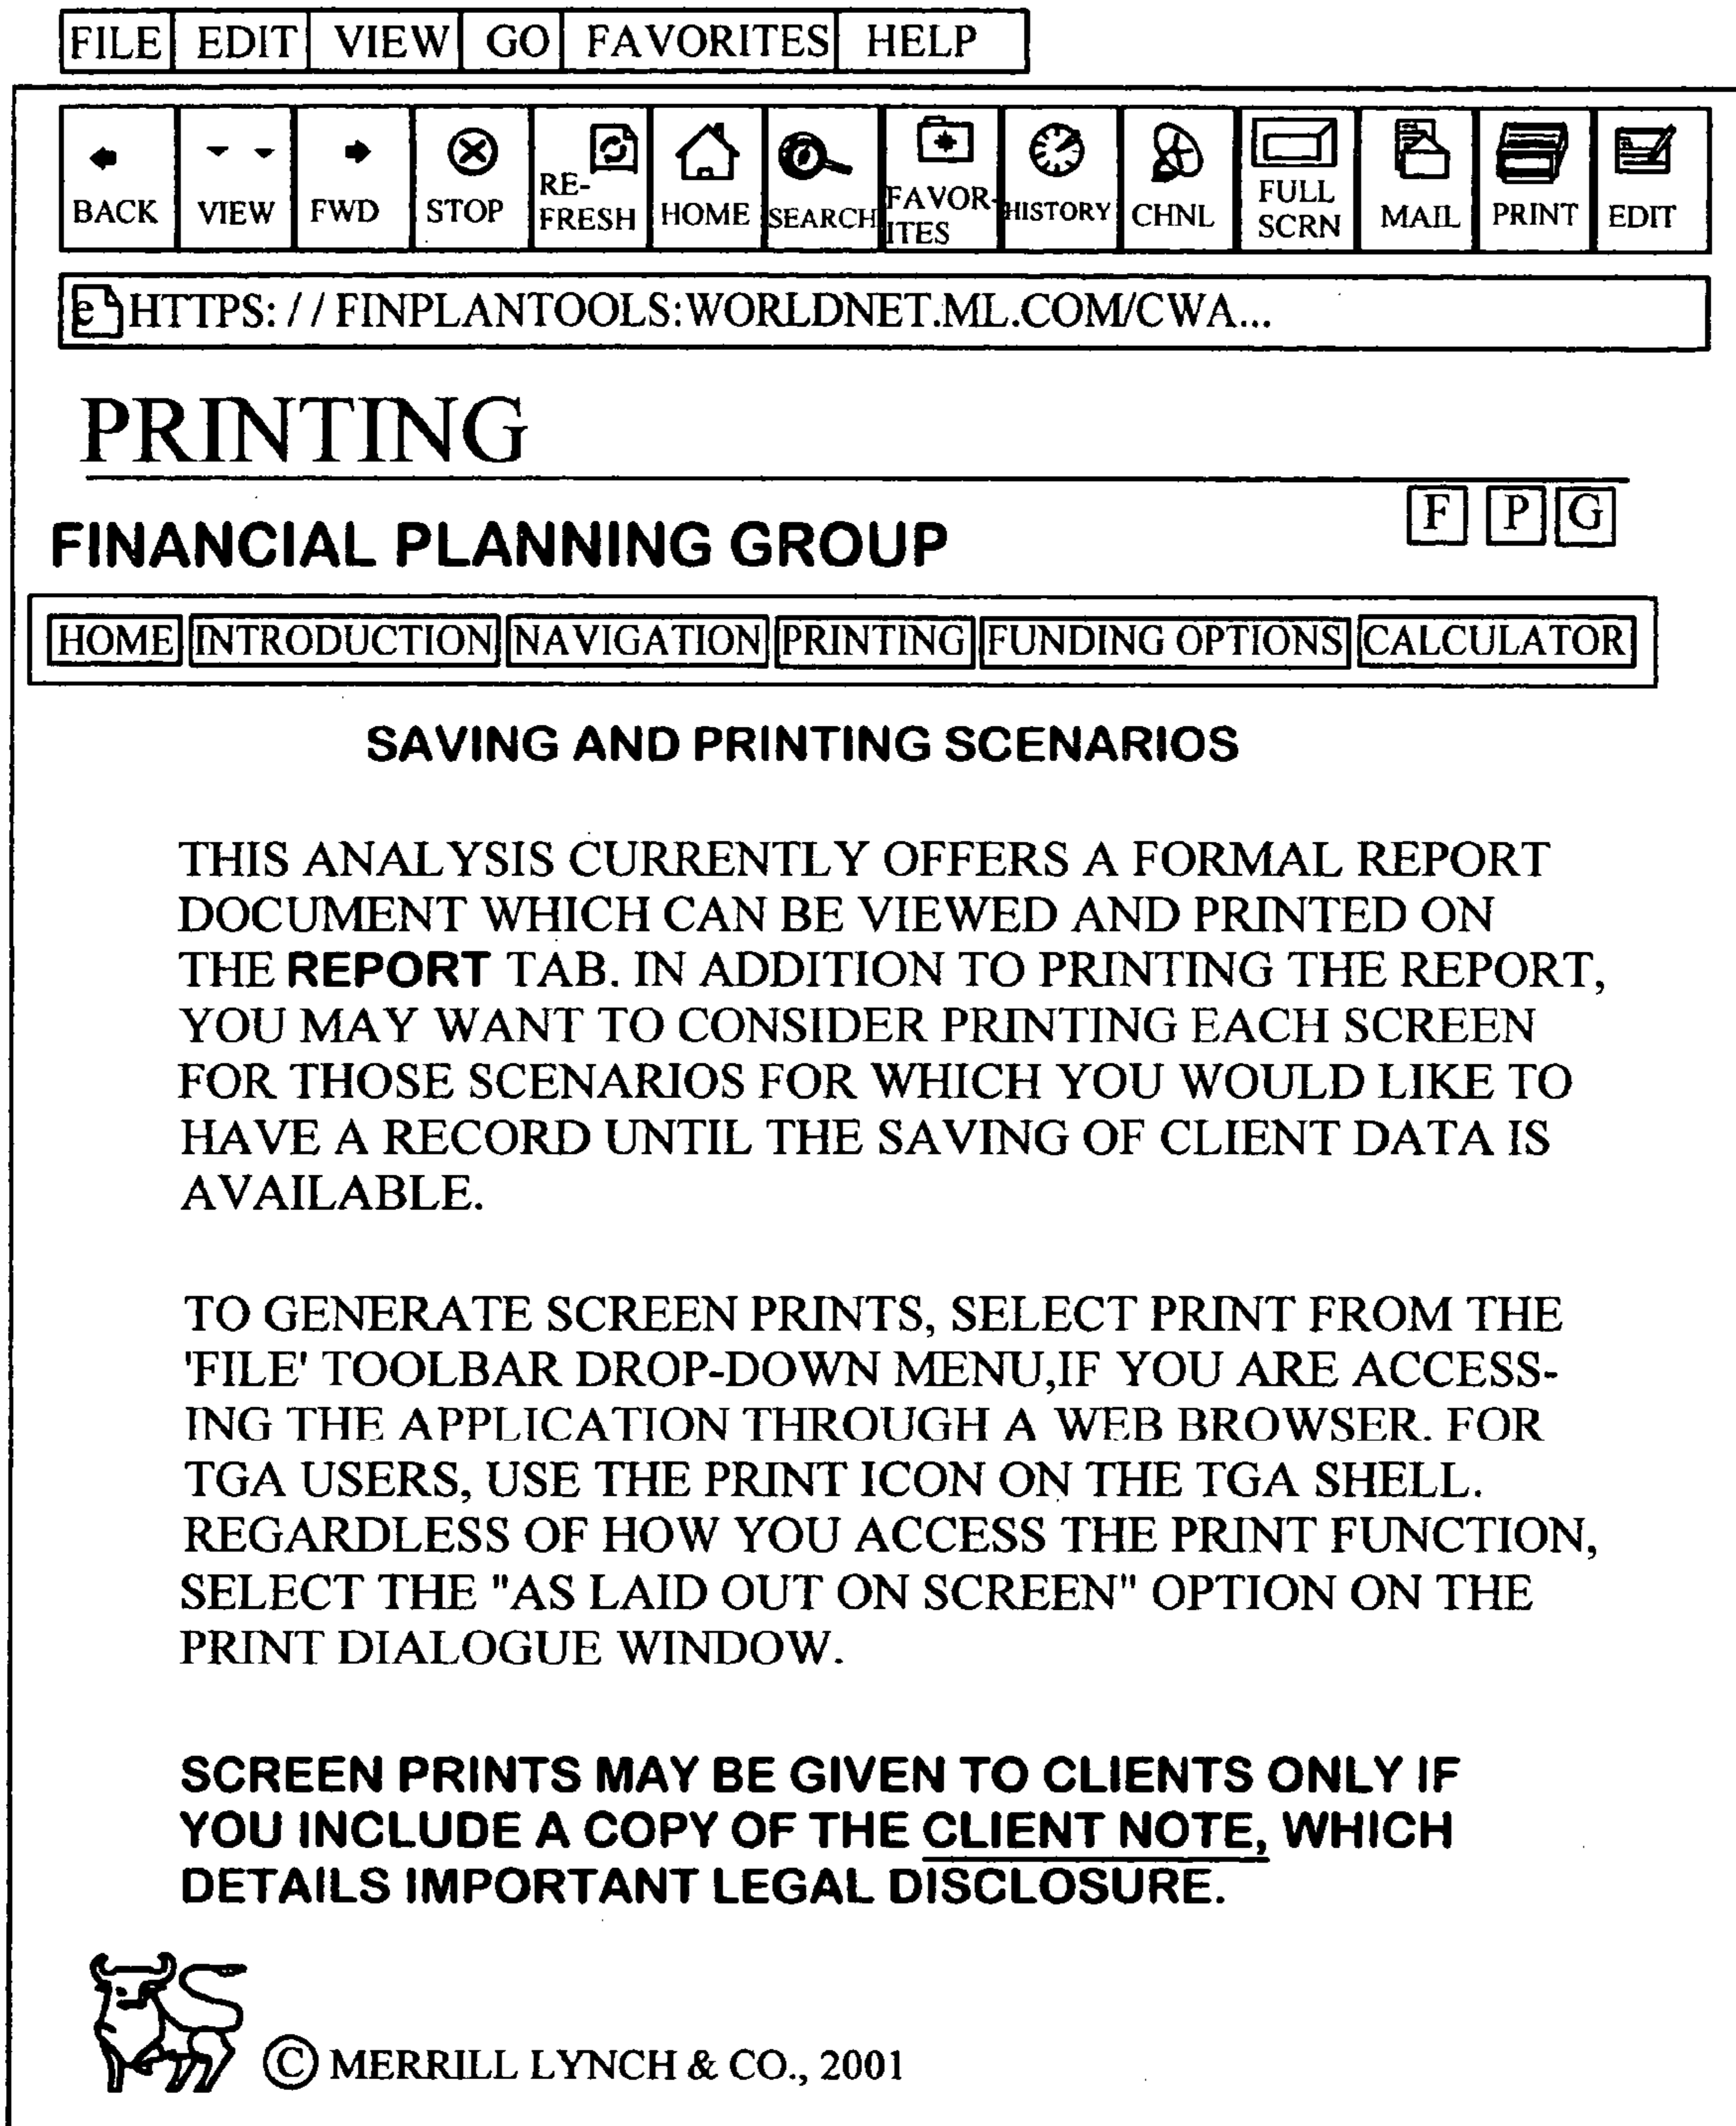 FILE EDIT VIEW GO FAVORITES HELP
BACK VIEW FWD STOP RE-FRESH HOME SEARCH FAVOR-ITES HISTORY CHNL FULL SCRN MAIL PRINT EDIT
e HTTPS: // FINPLANTOOLS:WORLDNET.ML.COM/CWA...
PRINTING
F P G
FINANCIAL PLANNING GROUP
HOME INTRODUCTION NAVIGATION PRINTING FUNDING OPTIONS CALCULATOR
SAVING AND PRINTING SCENARIOS
THIS ANALYSIS CURRENTLY OFFERS A FORMAL REPORT
DOCUMENT WHICH CAN BE VIEWED AND PRINTED ON
THE REPORT TAB. IN ADDITION TO PRINTING THE REPORT,
YOU MAY WANT TO CONSIDER PRINTING EACH SCREEN
FOR THOSE SCENARIOS FOR WHICH YOU WOULD LIKE TO
HAVE A RECORD UNTIL THE SAVING OF CLIENT DATA IS
AVAILABLE.
TO GENERATE SCREEN PRINTS, SELECT PRINT FROM THE
'FILE' TOOLBAR DROP-DOWN MENU,IF YOU ARE ACCESS-
ING THE APPLICATION THROUGH A WEB BROWSER. FOR
TGA USERS, USE THE PRINT ICON ON THE TGA SHELL.
REGARDLESS OF HOW YOU ACCESS THE PRINT FUNCTION,
SELECT THE "AS LAID OUT ON SCREEN" OPTION ON THE
PRINT DIALOGUE WINDOW.
SCREEN PRINTS MAY BE GIVEN TO CLIENTS ONLY IF
YOU INCLUDE A COPY OF THE CLIENT NOTE, WHICH
DETAILS IMPORTANT LEGAL DISCLOSURE.
© MERRILL LYNCH & CO., 2001